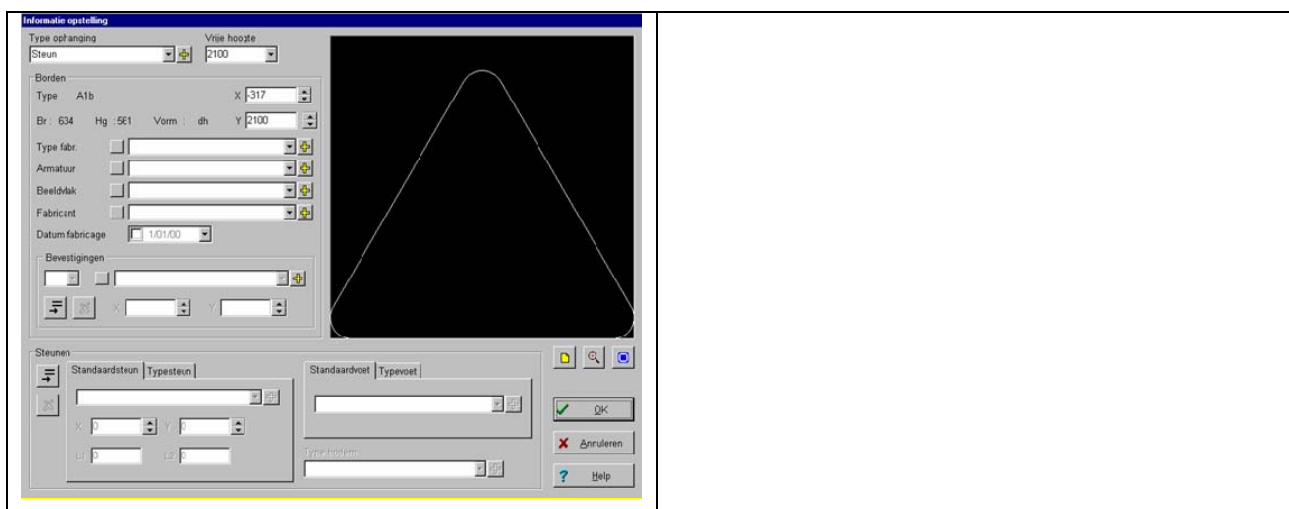 Informatie opstelling
Type ophanging Vrije hoogte
Steun 2100
Borden
Type A1b X -317
Br : 634 Hg : 561 Vorm : dh Y 2100
Type fabr.
Armatuur
Beeldvlak
Fabricant
Datum fabricage 1/01/00
Bevestigingen
X Y
Steunen
Standaardsteun Typesteun Standaardvoet Typevoet
X 0 Y 0
L1 0 L2 0
Type bodem
OK
Annuleren
Help